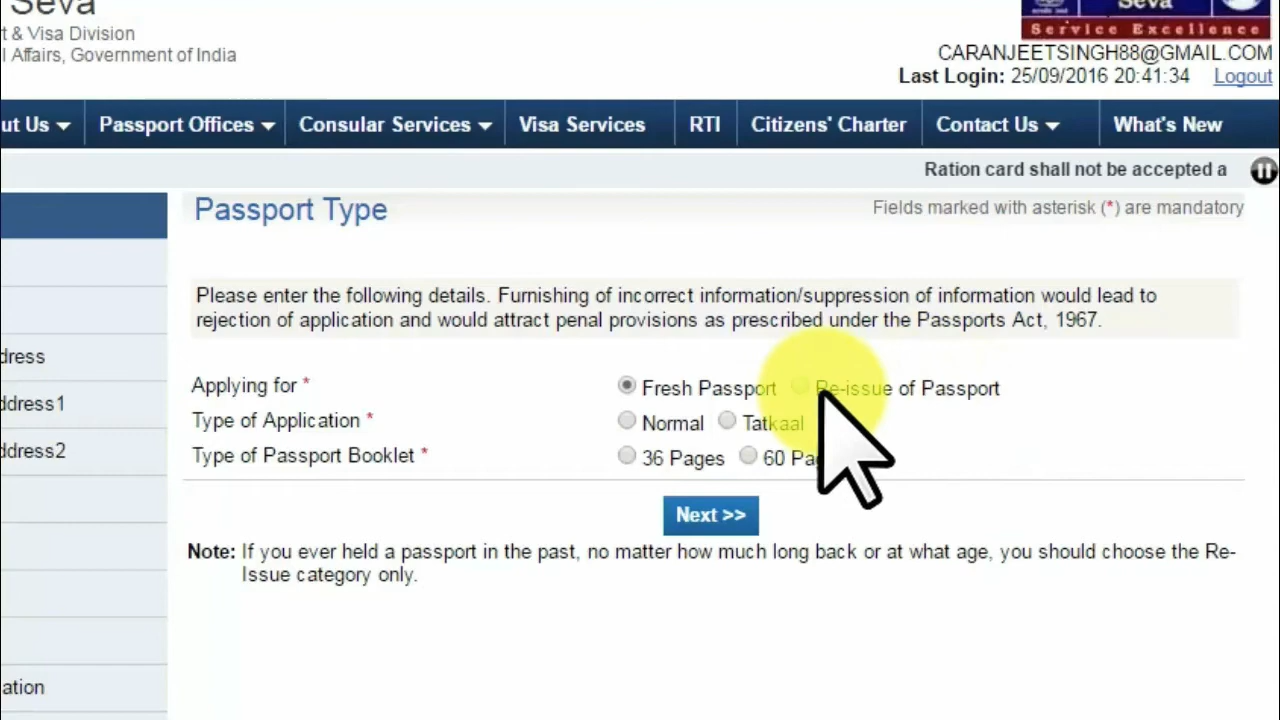 Seva
t & Visa Division
l Affairs, Government of India
Seva
Service Excellence
CARANJEETSINGH88@GMAIL.COM
Last Login: 25/09/2016 20:41:34 Logout
ut Us Passport Offices Consular Services Visa Services RTI Citizens' Charter Contact Us What's New
Ration card shall not be accepted a
Passport Type
Fields marked with asterisk (*) are mandatory
Please enter the following details. Furnishing of incorrect information/suppression of information would lead to
rejection of application and would attract penal provisions as prescribed under the Passports Act, 1967.
dress
ddress1
ddress2
ation
Applying for * Fresh Passport Re-issue of Passport
Type of Application * Normal Tatkaal
Type of Passport Booklet * 36 Pages 60 Pag
Next >>
Note: If you ever held a passport in the past, no matter how much long back or at what age, you should choose the Re-
Issue category only.